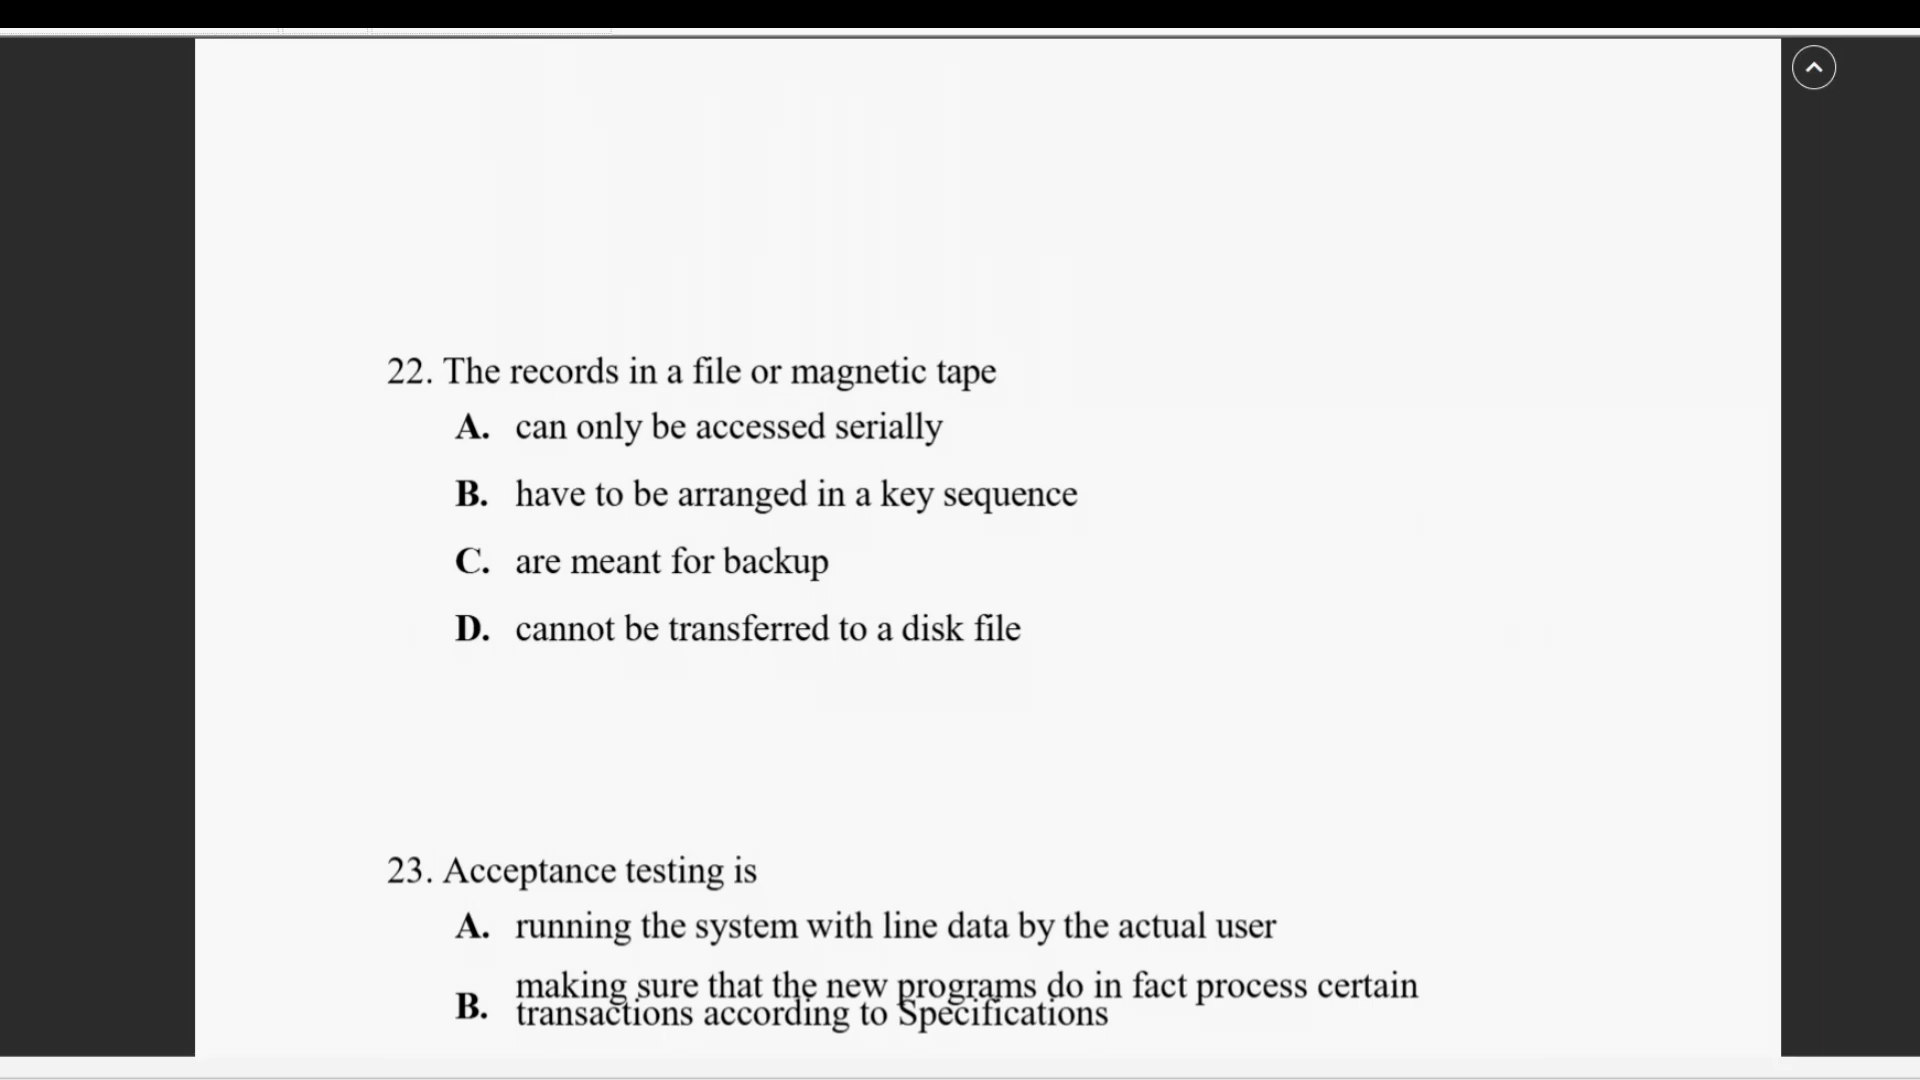 22. The records in a file or magnetic tape
A. can only be accessed serially
B. have to be arranged in a key sequence
C. are meant for backup
D. cannot be transferred to a disk file
23. Acceptance testing is
A. running the system with line data by the actual user
B. making sure that the new programs do in fact process certain
transactions according to Specifications